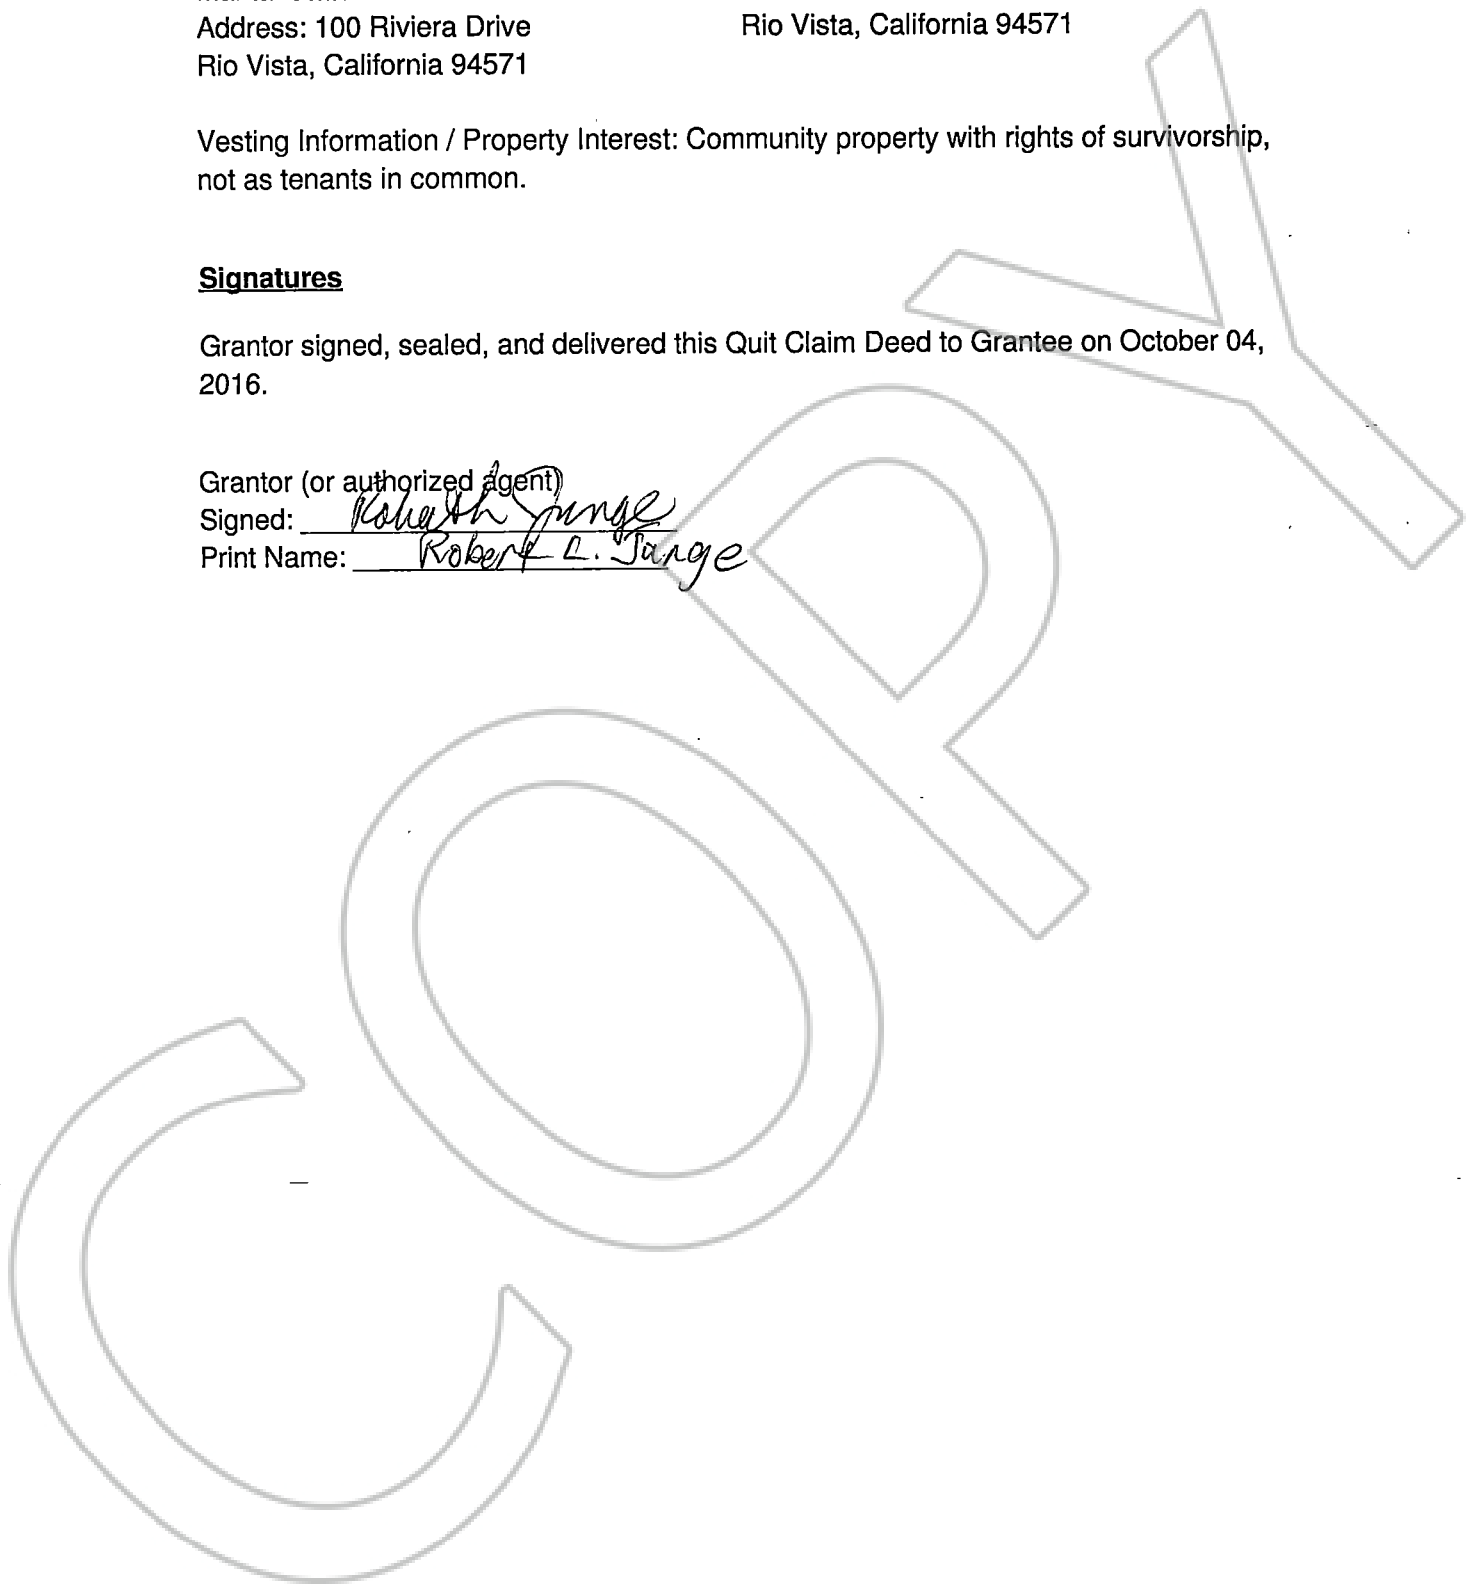 Address: 100 Riviera Drive
Rio Vista, California 94571
Rio Vista, California 94571
Vesting Information / Property Interest: Community property with rights of survivorship,
not as tenants in common.
Signatures
Grantor signed, sealed, and delivered this Quit Claim Deed to Grantee on October 04,
2016.
Grantor (or authorized agent)
Signed: Junge
Print Name: Robert L. Junge
COPY